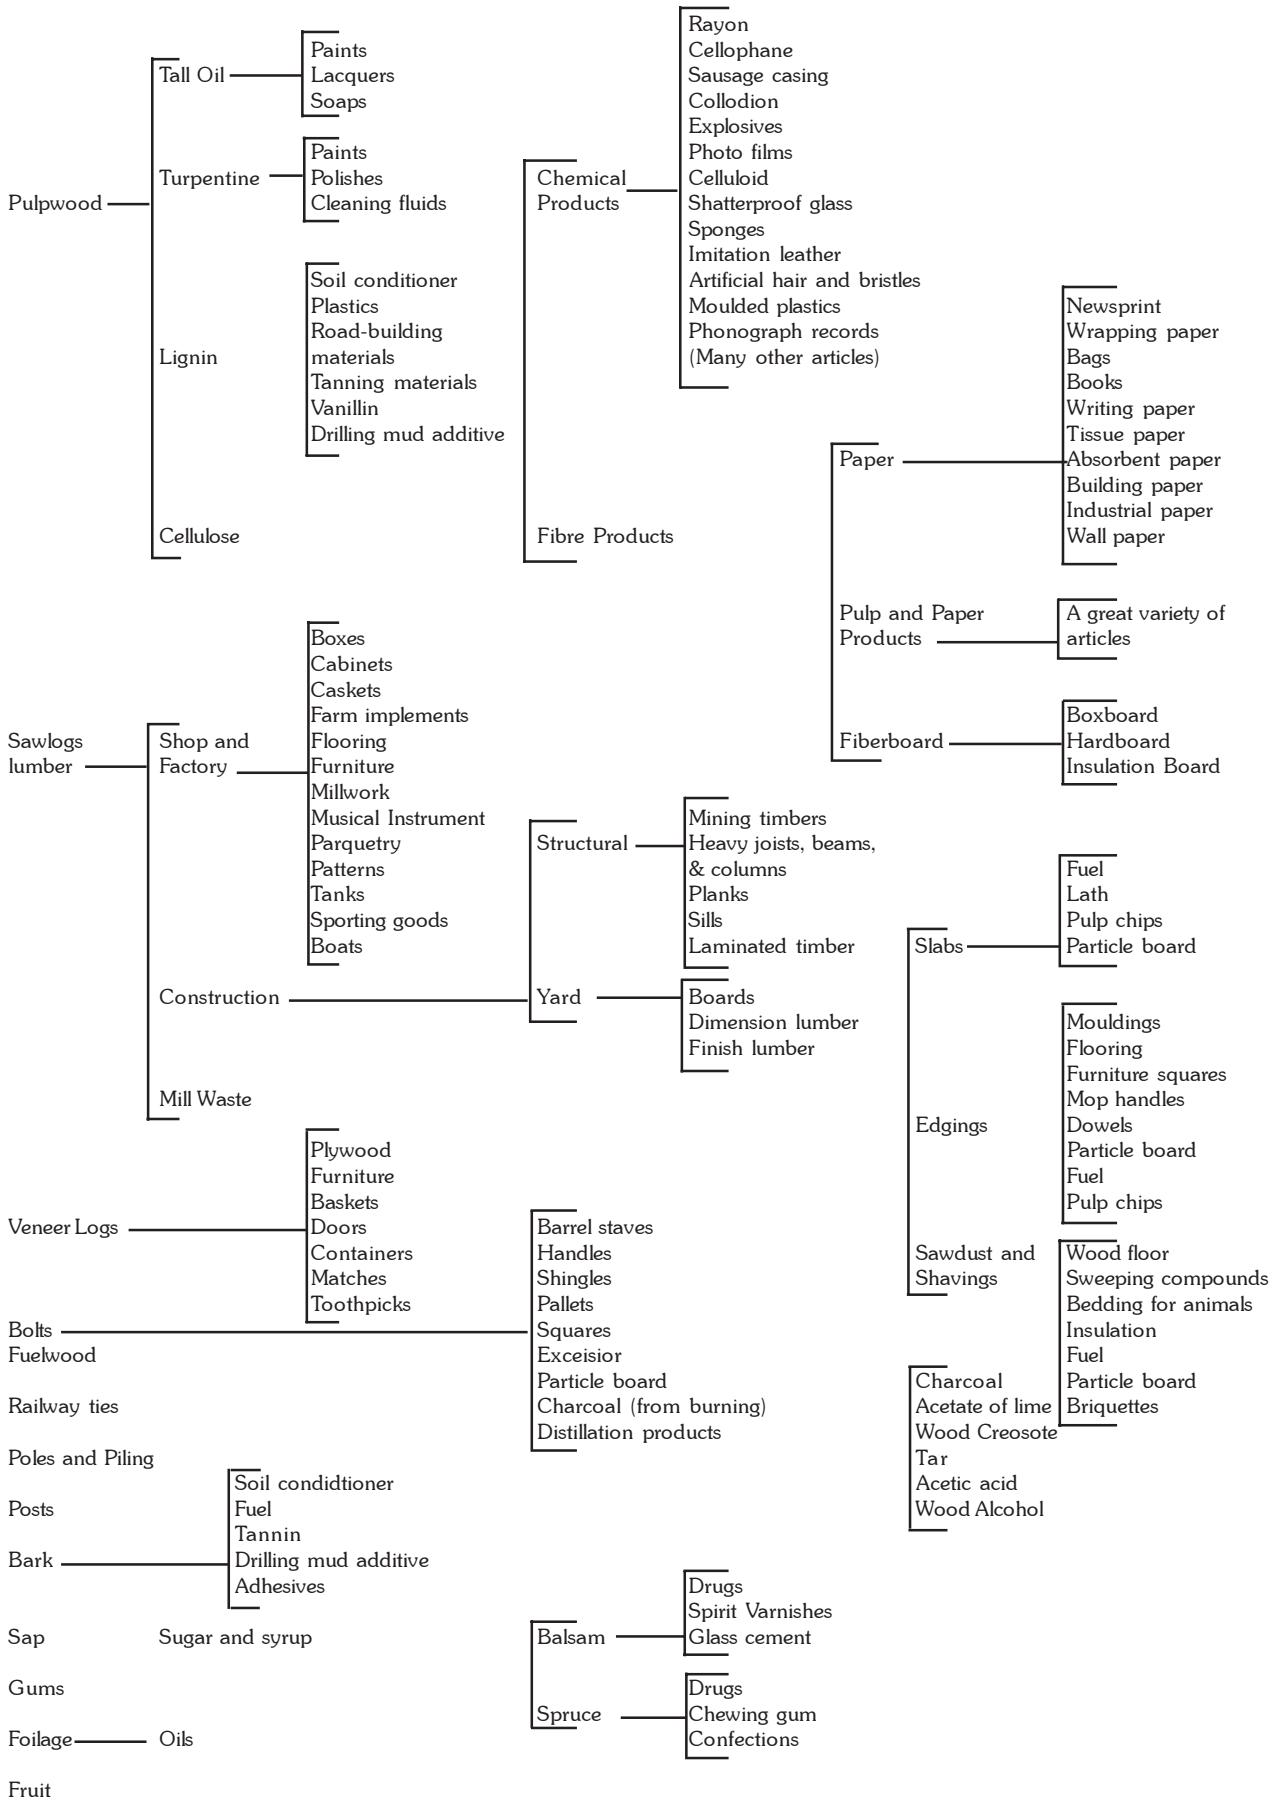 Pulpwood
Tall Oil
Paints
Lacquers
Soaps
Turpentine
Paints
Polishes
Cleaning fluids
Lignin
Soil conditioner
Plastics
Road-building
materials
Tanning materials
Vanillin
Drilling mud additive
Cellulose
Chemical
Products
Rayon
Cellophane
Sausage casing
Collodion
Explosives
Photo films
Celluloid
Shatterproof glass
Sponges
Imitation leather
Artificial hair and bristles
Moulded plastics
Phonograph records
(Many other articles)
Fibre Products
Paper
Newsprint
Wrapping paper
Bags
Books
Writing paper
Tissue paper
Absorbent paper
Building paper
Industrial paper
Wall paper
Pulp and Paper
Products
A great variety of
articles
Fiberboard
Boxboard
Hardboard
Insulation Board
Sawlogs
lumber
Shop and
Factory
Boxes
Cabinets
Caskets
Farm implements
Flooring
Furniture
Millwork
Musical Instrument
Parquetry
Patterns
Tanks
Sporting goods
Boats
Construction
Structural
Mining timbers
Heavy joists, beams,
& columns
Planks
Sills
Laminated timber
Yard
Boards
Dimension lumber
Finish lumber
Mill Waste
Slabs
Fuel
Lath
Pulp chips
Particle board
Edgings
Mouldings
Flooring
Furniture squares
Mop handles
Dowels
Particle board
Fuel
Pulp chips
Sawdust and
Shavings
Wood floor
Sweeping compounds
Bedding for animals
Insulation
Fuel
Particle board
Briquettes
Veneer Logs
Plywood
Furniture
Baskets
Doors
Containers
Matches
Toothpicks
Bolts
Fuelwood
Barrel staves
Handles
Shingles
Pallets
Squares
Exceisior
Particle board
Charcoal (from burning)
Distillation products
Charcoal
Acetate of lime
Wood Creosote
Tar
Acetic acid
Wood Alcohol
Railway ties
Poles and Piling
Posts
Bark
Soil condidtioner
Fuel
Tannin
Drilling mud additive
Adhesives
Sap
Sugar and syrup
Gums
Balsam
Drugs
Spirit Varnishes
Glass cement
Spruce
Drugs
Chewing gum
Confections
Foilage
Oils
Fruit